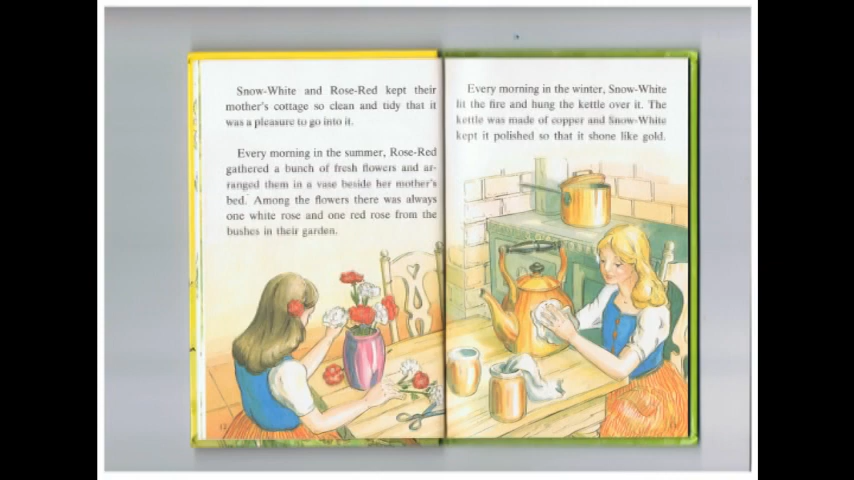 Snow-White and Rose-Red kept their
mother's cottage so clean and tidy that it
was a pleasure to go into it.
Every morning in the summer, Rose-Red
gathered a bunch of fresh flowers and ar-
ranged them in a vase beside her mother's
bed. Among the flowers there was always
one white rose and one red rose from the
bushes in their garden.
12
Every morning in the winter, Snow-White
lit the fire and hung the kettle over it. The
kettle was made of copper and Snow-White
kept it polished so that it shone like gold.